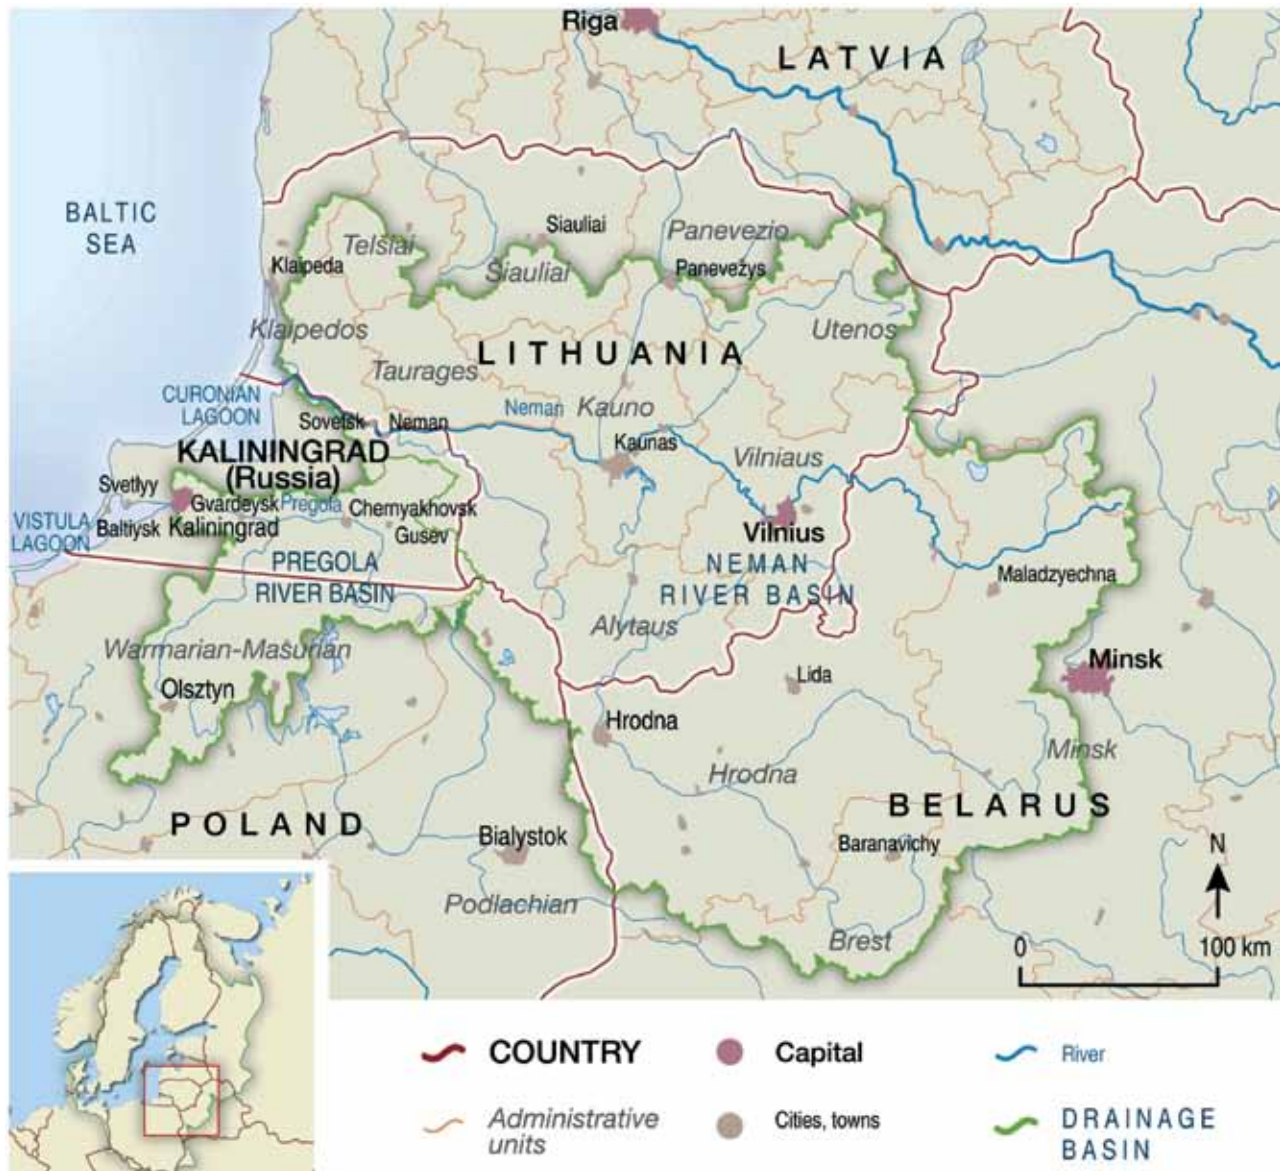 Riga
LATVIA
BALTIC
SEA
Siauliai
Panevezio
Telsiai
Klaipeda
Siauliai
Panevežys
Klaipedos
Utenos
LITHUANIA
Taurages
CURONIAN
LAGOON
Neman
Kauno
Sovetsk
Neman
Kaunas
KALININGRAD
(Russia)
Vilniaus
Svetlyy
Gvardeysk
Pregola
Chernyakhovsk
VISTULA
LAGOON
Baltiysk
Kaliningrad
Gusev
Vilnius
PREGOLA
RIVER BASIN
NEMAN
RIVER BASIN
Maladzyechna
Alytaus
Warmarian-Masurian
Minsk
Olsztyn
Lida
Hrodna
Minsk
Hrodna
POLAND
BELARUS
Bialystok
Baranavichy
N
Podlachian
Brest
0 100 km
COUNTRY
Capital
River
Administrative
units
Cities, towns
DRAINAGE
BASIN